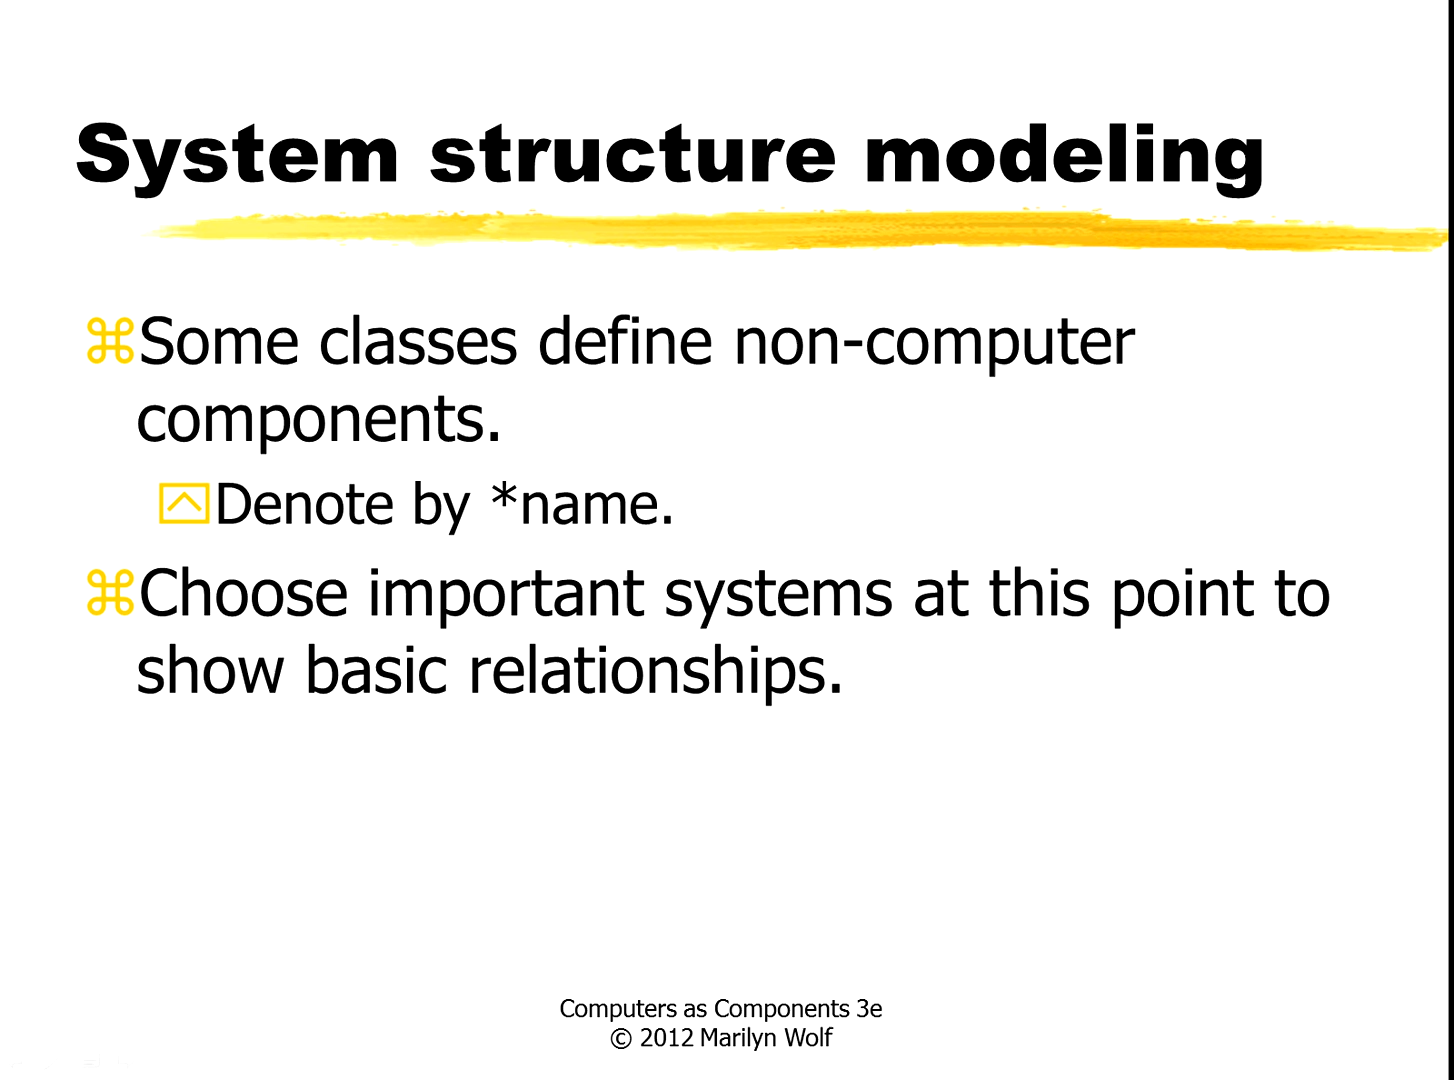 System structure modeling
⌘Some classes define non-computer
components.
Denote by *name.
⌘Choose important systems at this point to
show basic relationships.
Computers as Components 3e
© 2012 Marilyn Wolf